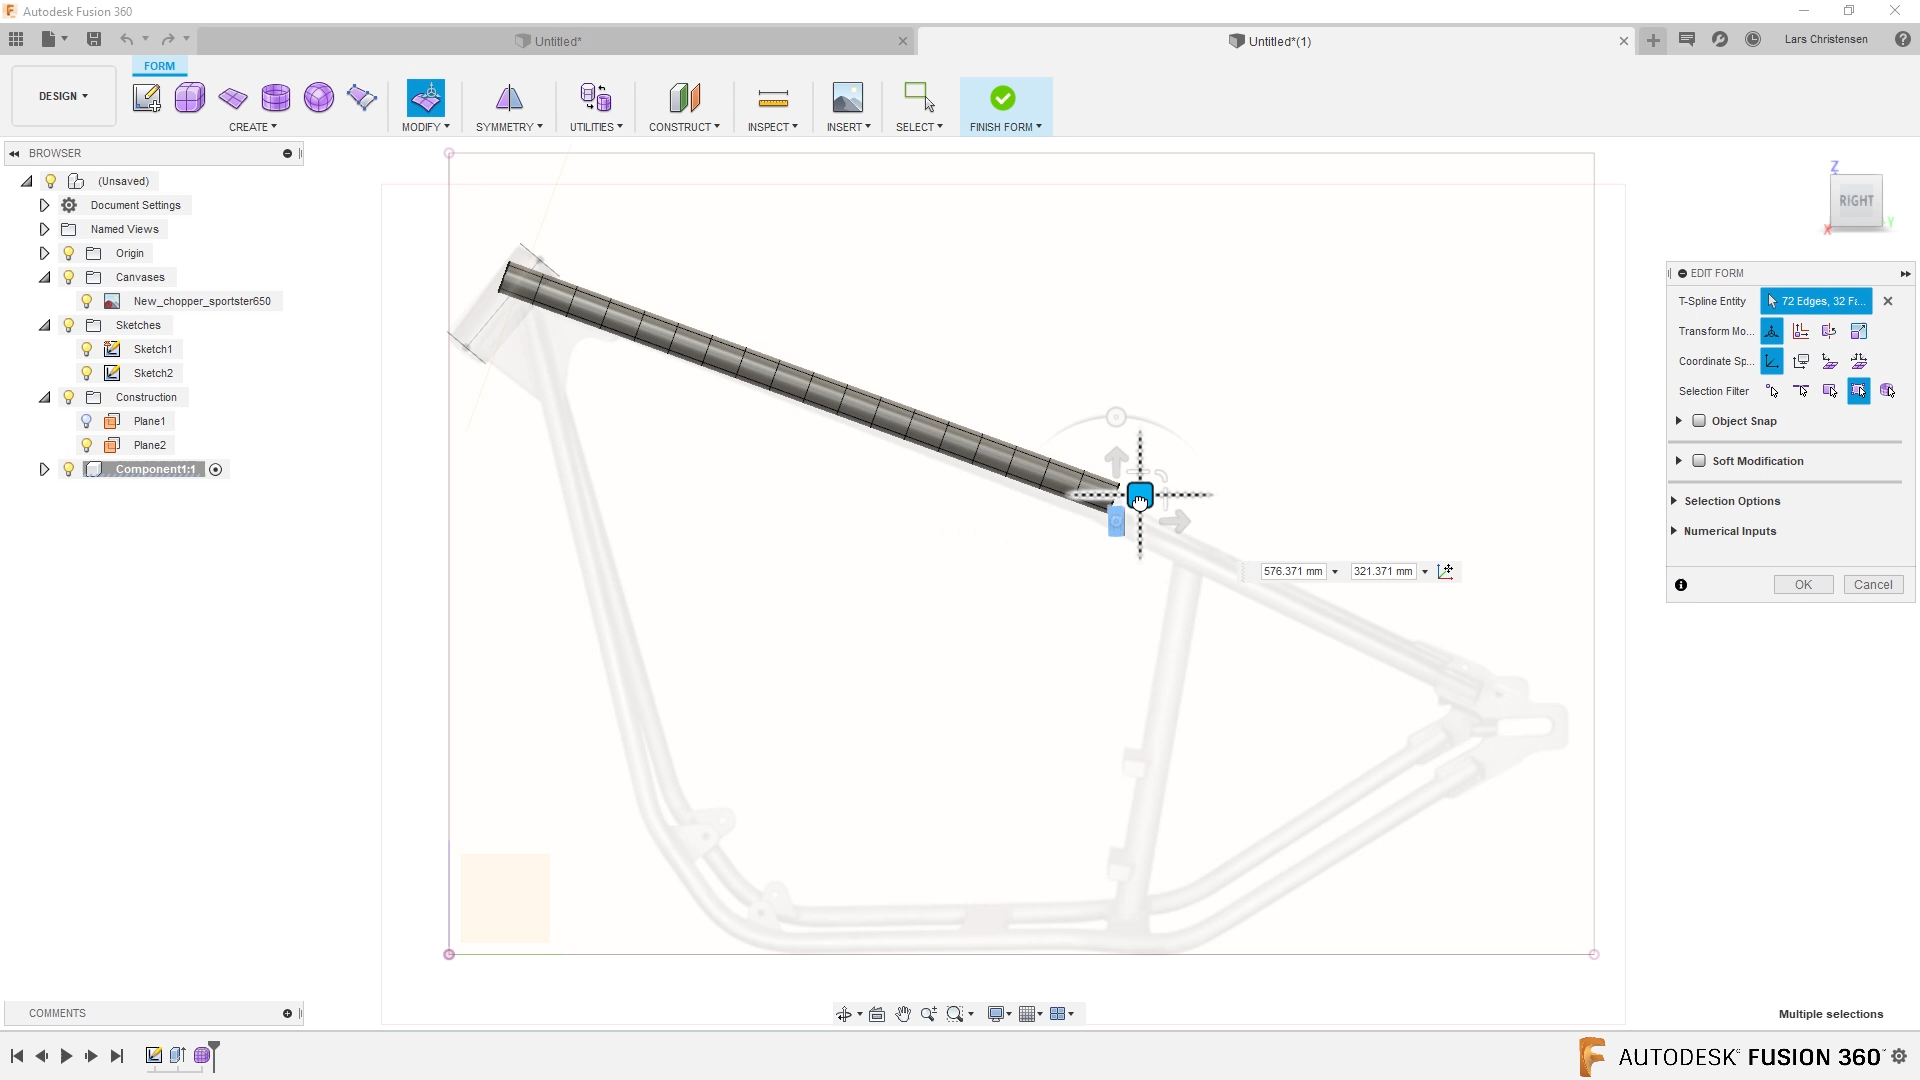 Autodesk Fusion 360
Untitled*
Untitled*(1)
Lars Christensen
DESIGN
FORM
CREATE
MODIFY
SYMMETRY
UTILITIES
CONSTRUCT
INSPECT
INSERT
SELECT
FINISH FORM
BROWSER
(Unsaved)
Document Settings
Named Views
Origin
Canvases
New_chopper_sportster650
Sketches
Sketch1
Sketch2
Construction
Plane1
Plane2
Component1:1
Z
RIGHT
X
Y
EDIT FORM
T-Spline Entity
72 Edges, 32 Fa...
Transform Mo...
Coordinate Sp...
Selection Filter
Object Snap
Soft Modification
Selection Options
Numerical Inputs
OK
Cancel
576.371 mm
321.371 mm
COMMENTS
Multiple selections
AUTODESK FUSION 360